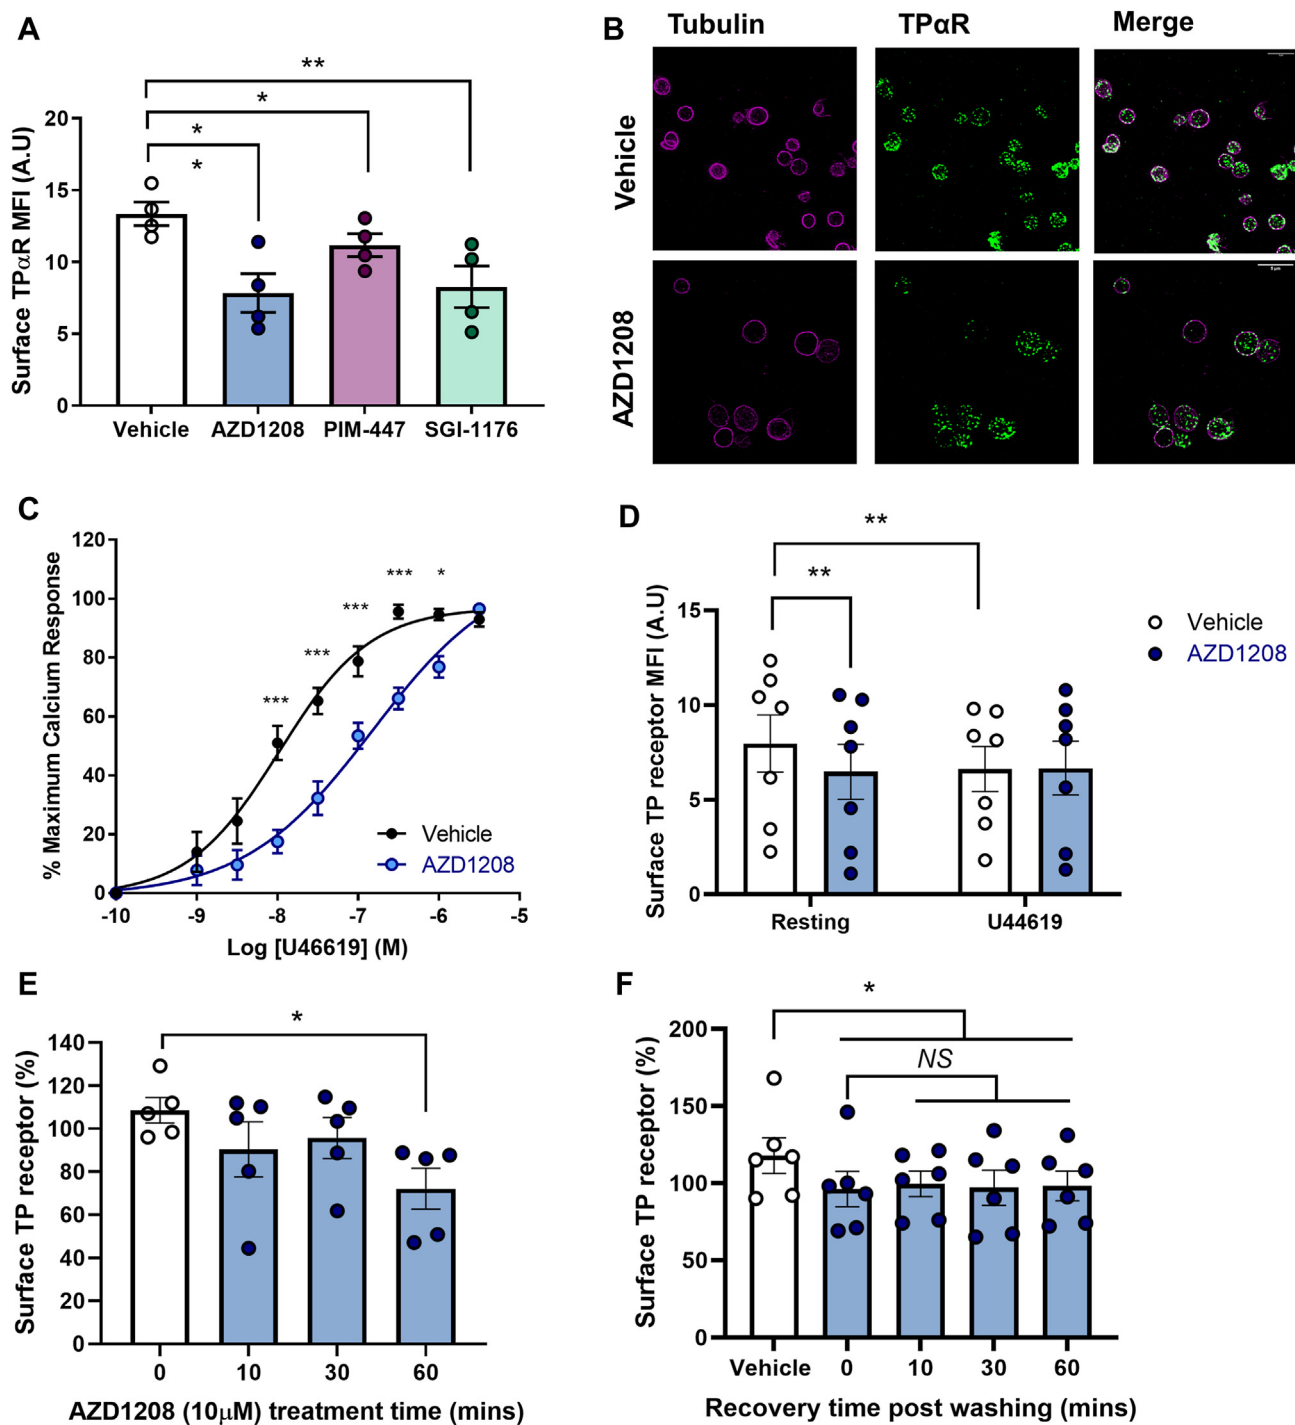 A
**
*
*
*
Surface TPαR MFI (A.U)
20
15
10
5
0
Vehicle AZD1208 PIM-447 SGI-1176
B
Tubulin TPαR Merge
Vehicle
AZD1208
5 µm
C
% Maximum Calcium Response
120
100
80
60
40
20
0
*** *** *** *** *
Vehicle
AZD1208
-10 -9 -8 -7 -6 -5
Log [U46619] (M)
D
**
**
Surface TP receptor MFI (A.U)
15
10
5
0
Vehicle
AZD1208
Resting U44619
E
*
Surface TP receptor (%)
140
120
100
80
60
40
20
0
0 10 30 60
AZD1208 (10μM) treatment time (mins)
F
*
NS
Surface TP receptor (%)
200
150
100
50
0
Vehicle 0 10 30 60
Recovery time post washing (mins)